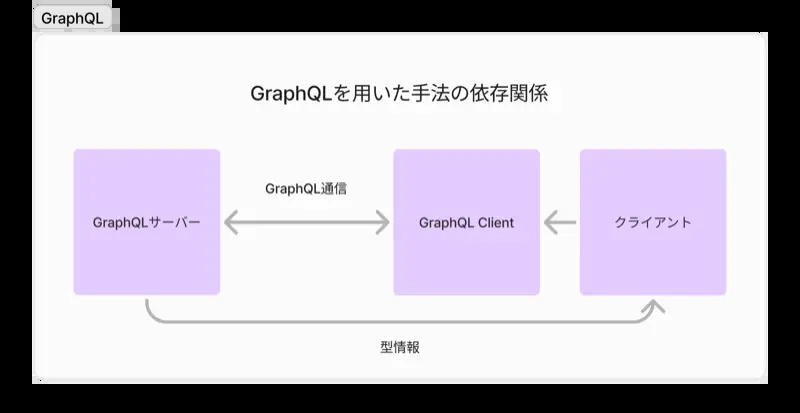 GraphQL
GraphQLを用いた手法の依存関係
GraphQL通信
GraphQLサーバー
GraphQL Client
クライアント
型情報